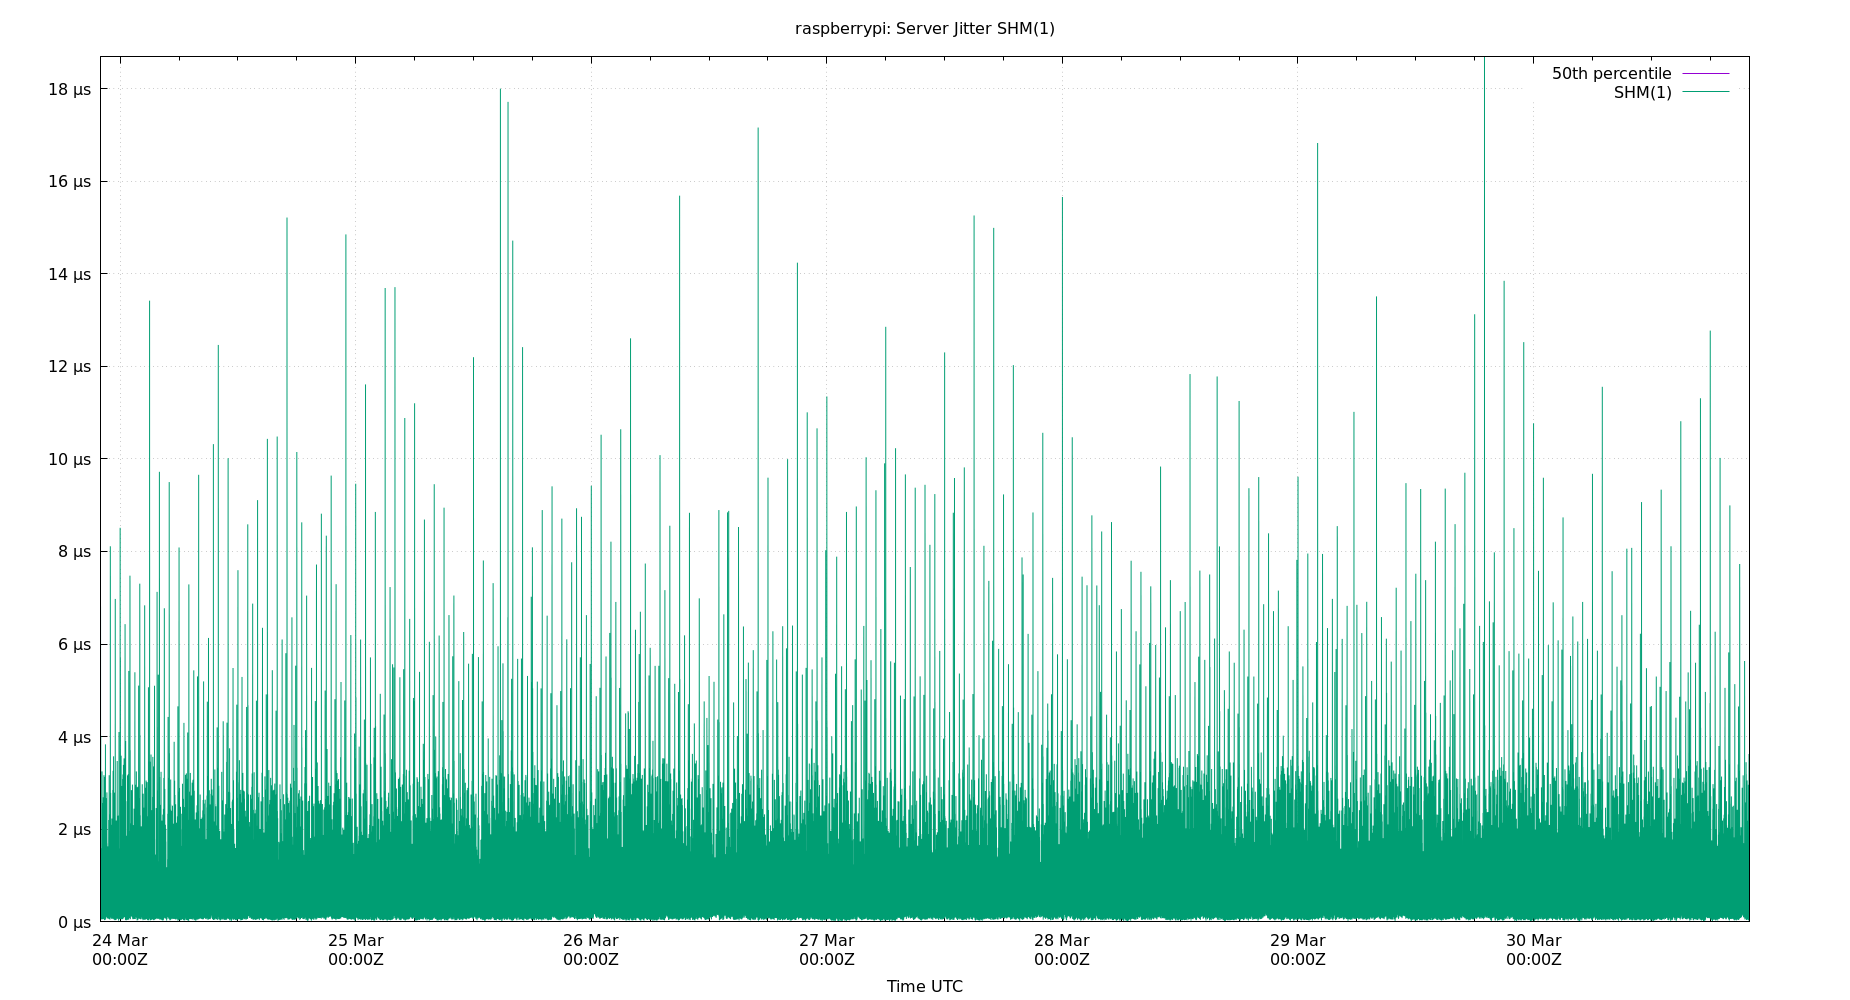 raspberrypi: Server Jitter SHM(1)
50th percentile
SHM(1)
18 µs
16 µs
14 µs
12 µs
10 µs
8 µs
6 µs
4 µs
2 µs
0 µs
24 Mar 25 Mar 26 Mar 27 Mar 28 Mar 29 Mar 30 Mar
00:00Z 00:00Z 00:00Z 00:00Z 00:00Z 00:00Z 00:00Z
Time UTC